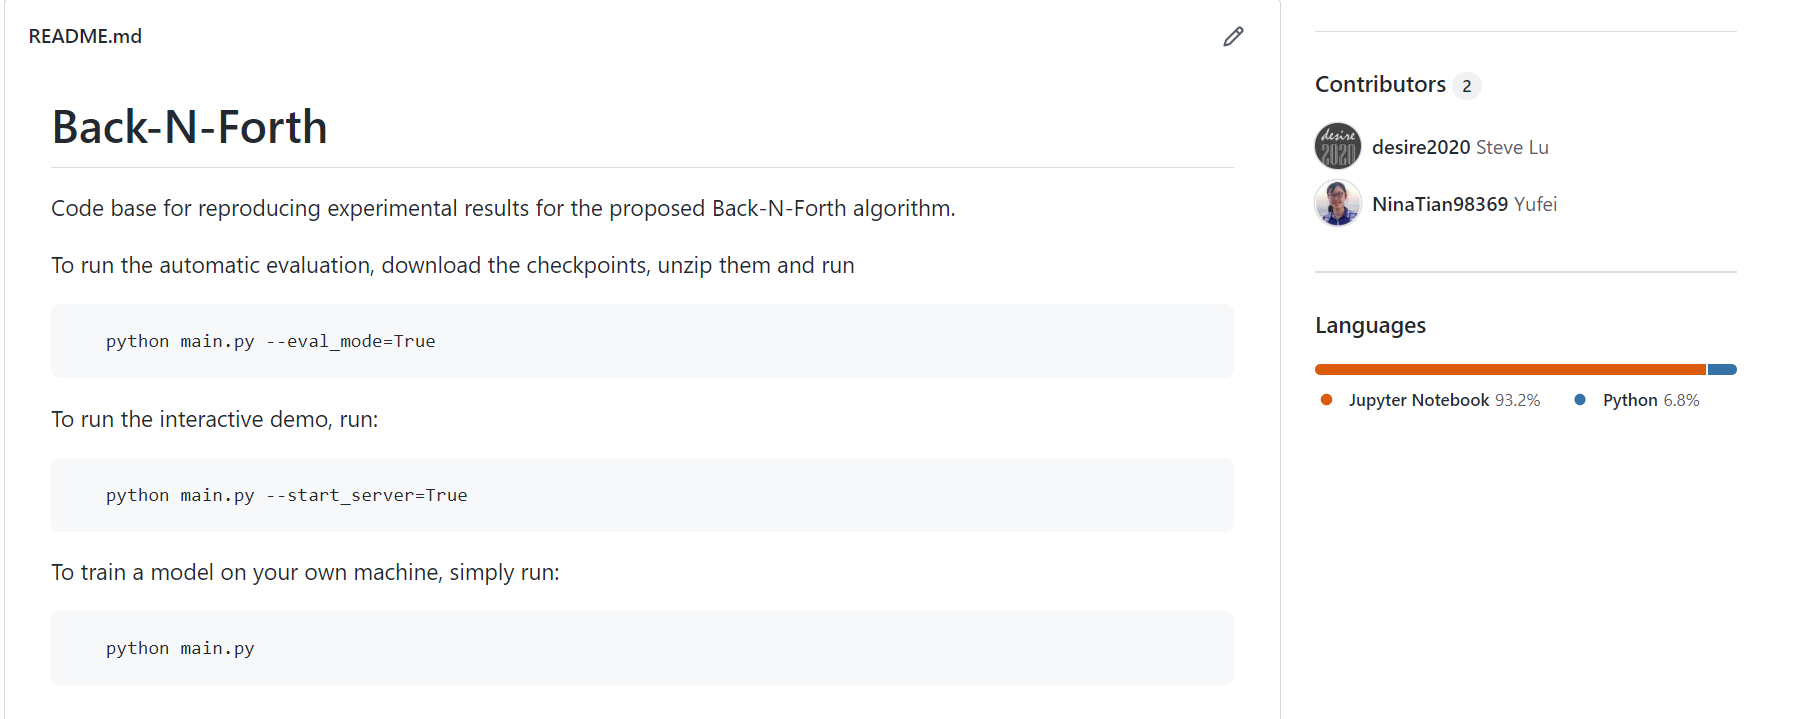 README.md
Back-N-Forth
Code base for reproducing experimental results for the proposed Back-N-Forth algorithm.
To run the automatic evaluation, download the checkpoints, unzip them and run
python main.py --eval_mode=True
To run the interactive demo, run:
python main.py --start_server=True
To train a model on your own machine, simply run:
python main.py
Contributors 2
desire
2020
desire2020 Steve Lu
NinaTian98369 Yufei
Languages
Jupyter Notebook 93.2%
Python 6.8%